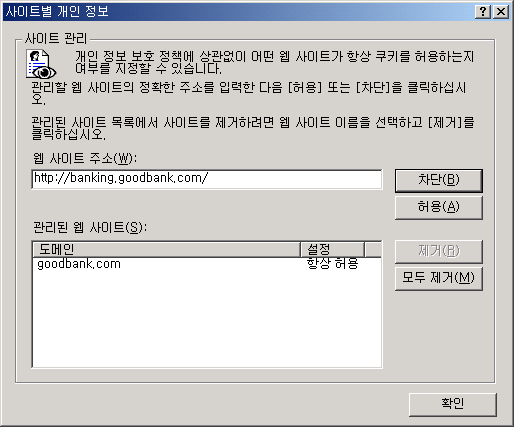 사이트별 개인 정보
사이트 관리
개인 정보 보호 정책에 상관없이 어떤 웹 사이트가 항상 쿠키를 허용하는지
여부를 지정할 수 있습니다.
관리할 웹 사이트의 정확한 주소를 입력한 다음 [허용] 또는 [차단]을 클릭하십시
오.
관리된 사이트 목록에서 사이트를 제거하려면 웹 사이트 이름을 선택하고 [제거]를
클릭하십시오.
웹 사이트 주소(W):
http://banking.goodbank.com/
차단(B)
허용(A)
관리된 웹 사이트(S):
도메인 설정
goodbank.com 항상 허용
제거(R)
모두 제거(M)
확인